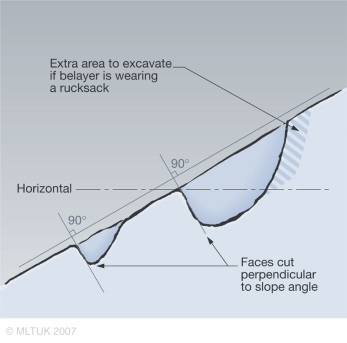 Extra area to excavate
if belayer is wearing
a rucksack
90°
Horizontal
90°
Faces cut
perpendicular
to slope angle
© MLTUK 2007